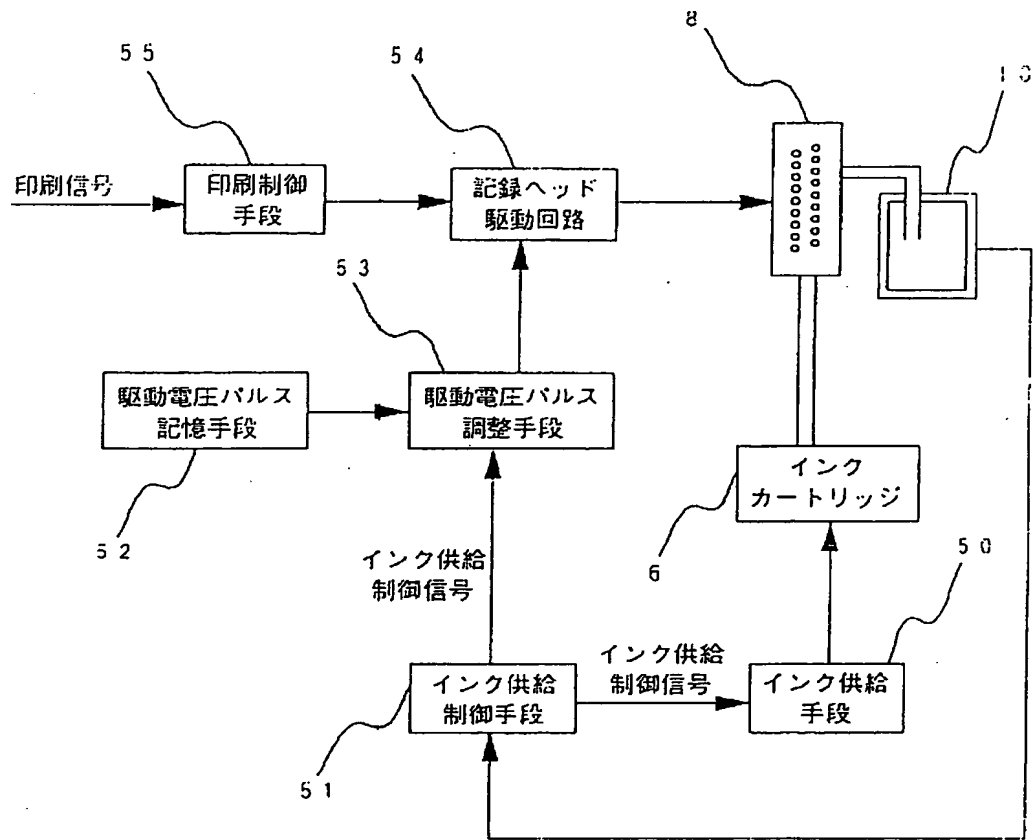 8
55
54
10
印刷信号
印刷制御
手段
記録ヘッド
駆動回路
53
駆動電圧パルス
記憶手段
駆動電圧パルス
調整手段
インク
カートリッジ
52
6
50
インク供給
制御信号
インク供給
制御信号
インク供給
制御手段
インク供給
手段
51